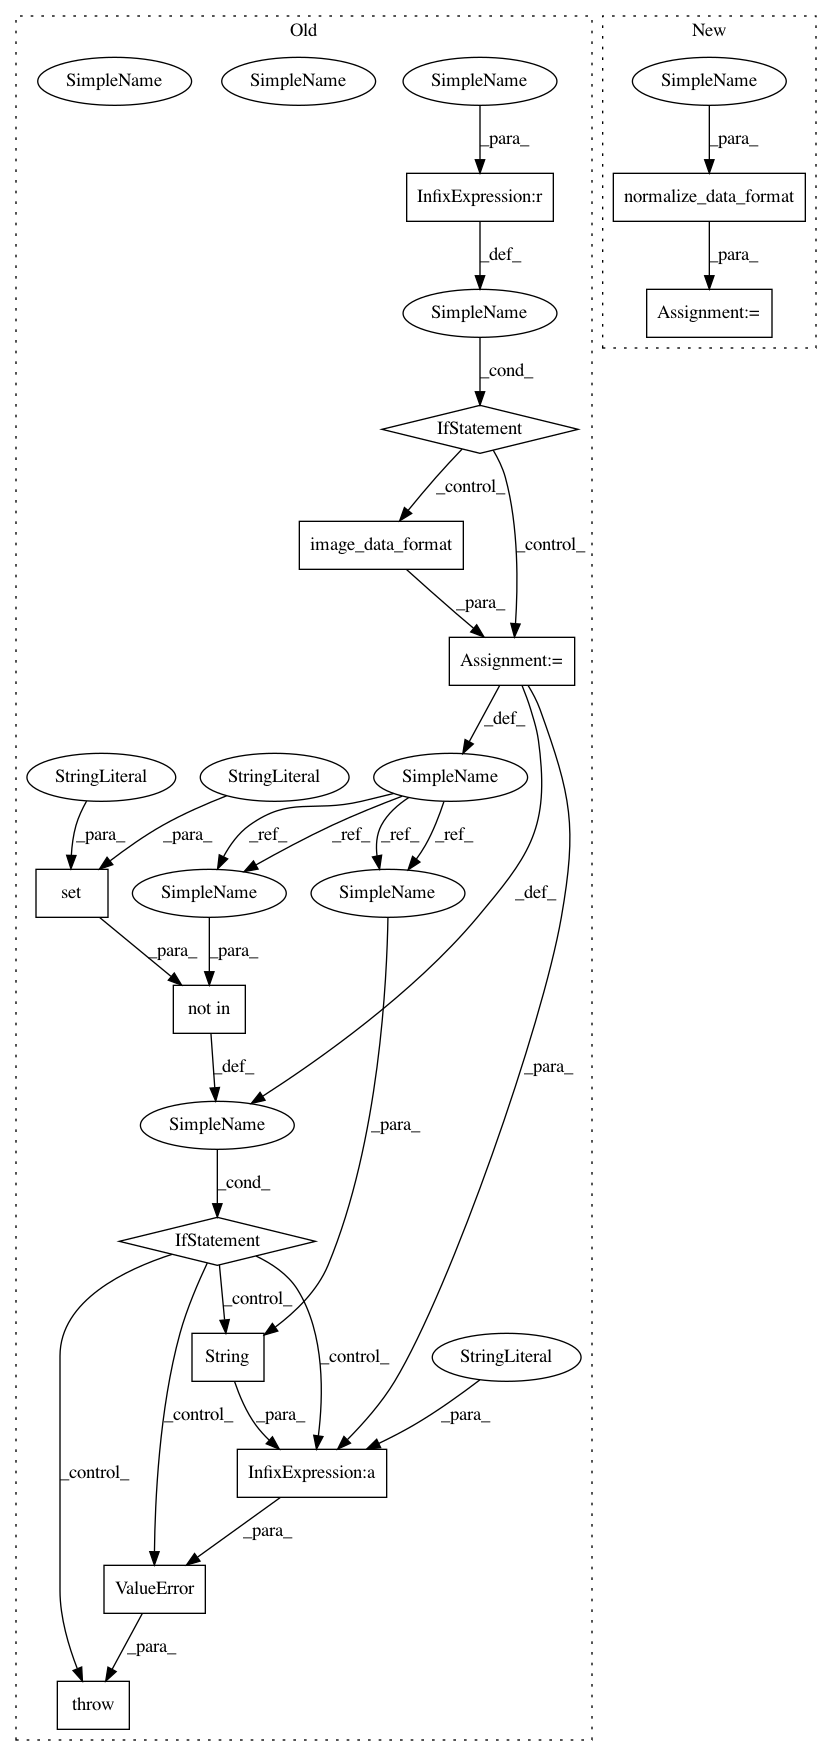 Old
New
SimpleName
SimpleName
SimpleName
SimpleName
_para_
_para_
InfixExpression:r
normalize_data_format
_def_
_para_
SimpleName
Assignment:=
_cond_
IfStatement
_control_
image_data_format
_control_
_para_
Assignment:=
_def_
StringLiteral
StringLiteral
SimpleName
_para_
_para_
_ref_
_ref_
_ref_
_ref_
set
SimpleName
SimpleName
_def_
_para_
_para_
not in
_def_
_para_
SimpleName
_para_
_cond_
IfStatement
_control_
String
StringLiteral
_control_
_control_
_para_
_para_
_control_
InfixExpression:a
_para_
ValueError
_para_
throw